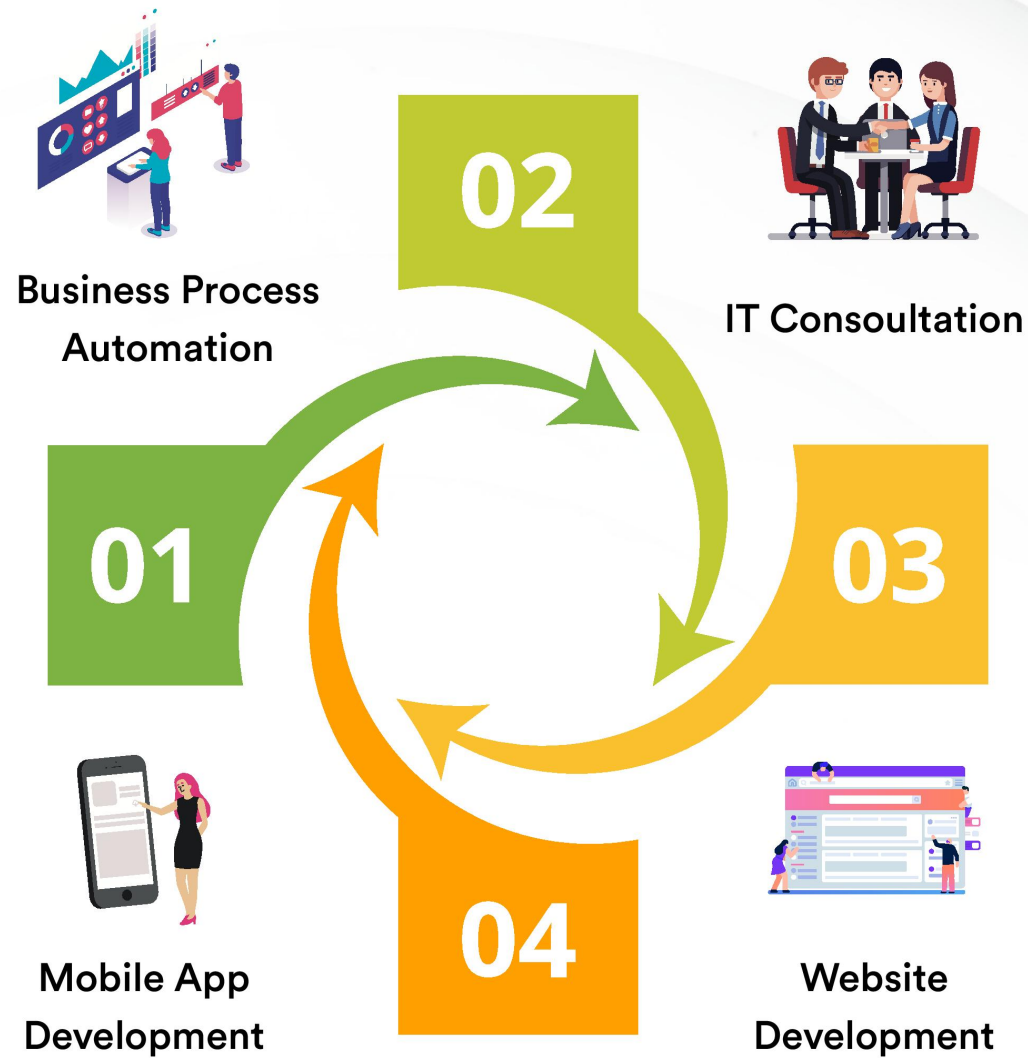 02
Business Process
Automation
IT Consoultation
01
03
04
Mobile App
Development
Website
Development